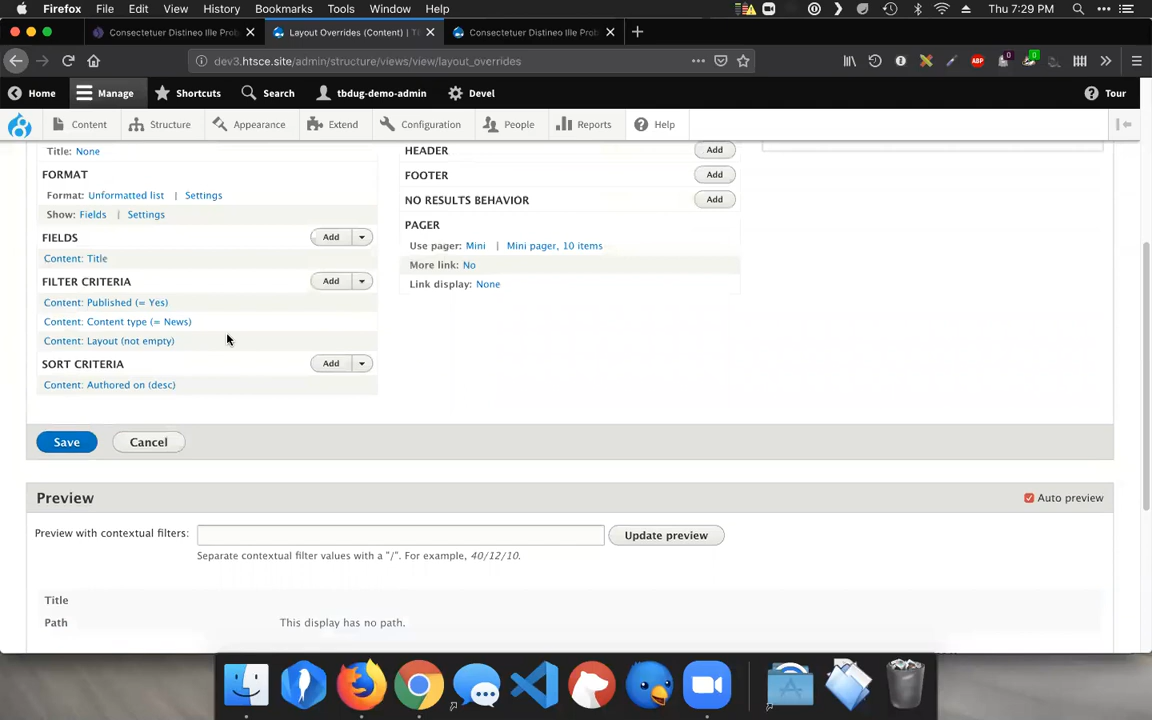 Firefox File Edit View History Bookmarks Tools Window Help Thu 7:29 PM
Consectetuer Distineo Ille Prob
Layout Overrides (Content) | T
Consectetuer Distineo Ille Prob
dev3.htsce.site/admin/structure/views/view/layout_overrides
ABP
0
0
Home Manage Shortcuts Search tbdug-demo-admin Devel Tour
Content Structure Appearance Extend Configuration People Reports Help
Title: None
HEADER Add
FORMAT
FOOTER Add
Format: Unformatted list | Settings
NO RESULTS BEHAVIOR Add
Show: Fields | Settings
PAGER
FIELDS Add
Use pager: Mini | Mini pager, 10 items
Content: Title
More link: No
FILTER CRITERIA Add
Link display: None
Content: Published (= Yes)
Content: Content type (= News)
Content: Layout (not empty)
SORT CRITERIA Add
Content: Authored on (desc)
Save Cancel
Preview
Auto preview
Preview with contextual filters: Update preview
Separate contextual filter values with a "/". For example, 40/12/10.
Title
Path This display has no path.